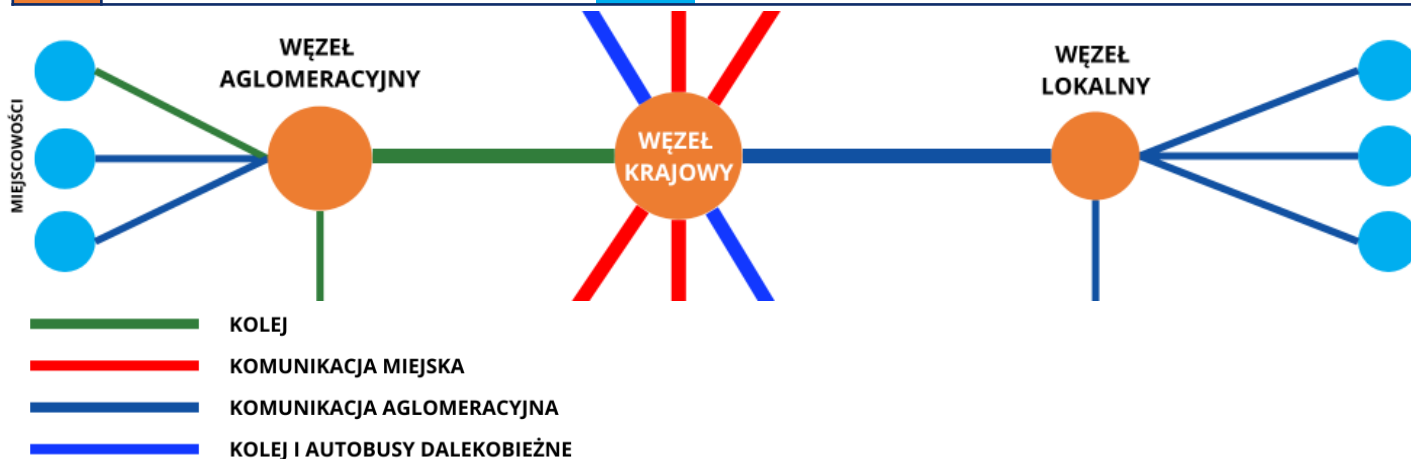 WĘZEŁ
AGLOMERACYJNY
WĘZEŁ
KRAJOWY
WĘZEŁ
LOKALNY
MIEJSCOWOŚCI
KOLEJ
KOMUNIKACJA MIEJSKA
KOMUNIKACJA AGLOMERACYJNA
KOLEJ I AUTOBUSY DALEKOBIEŻNE